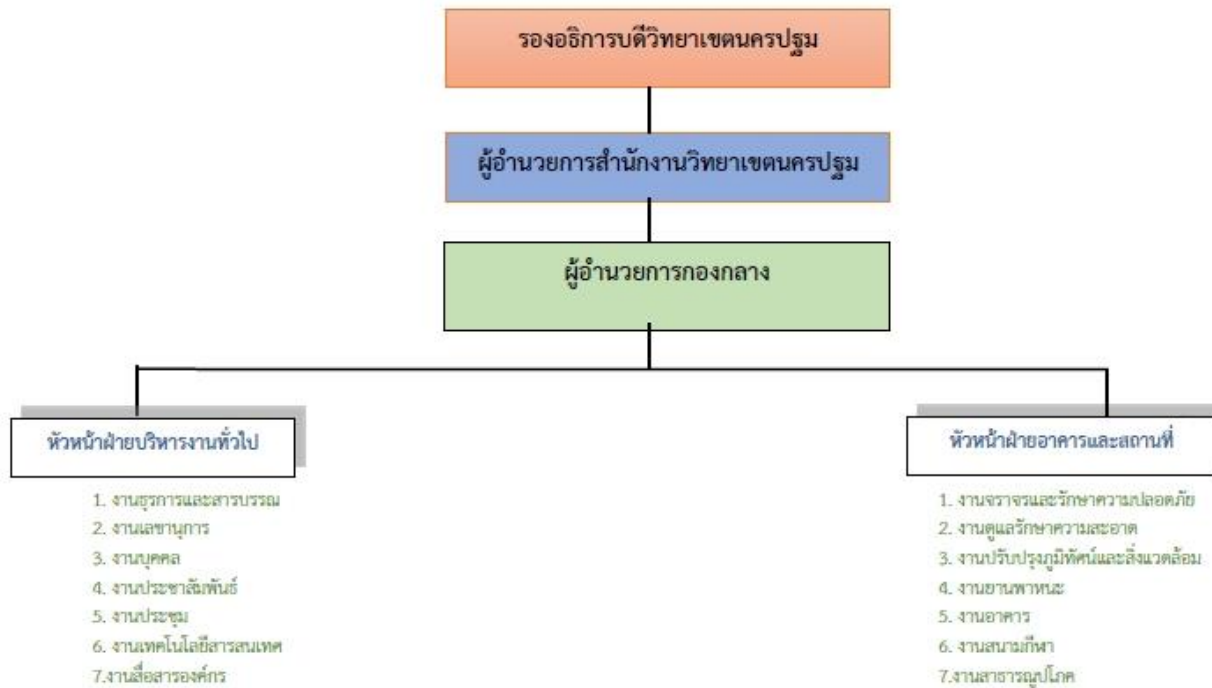 รองอธิการบดีวิทยาเขตนครปฐม
ผู้อำนวยการสำนักงานวิทยาเขตนครปฐม
ผู้อำนวยการกองกลาง
หัวหน้าฝ่ายบริหารงานทั่วไป
1. งานธุรการและสารบรรณ
2. งานเลขานุการ
3. งานบุคคล
4. งานประชาสัมพันธ์
5. งานประชุม
6. งานเทคโนโลยีสารสนเทศ
7.งานสื่อสารองค์กร
หัวหน้าฝ่ายอาคารและสถานที่
1. งานจราจรและรักษาความปลอดภัย
2. งานดูแลรักษาความสะอาด
3. งานปรับปรุงภูมิทัศน์และสิ่งแวดล้อม
4. งานยานพาหนะ
5. งานอาคาร
6. งานสนามกีฬา
7.งานสาธารณูปโภค